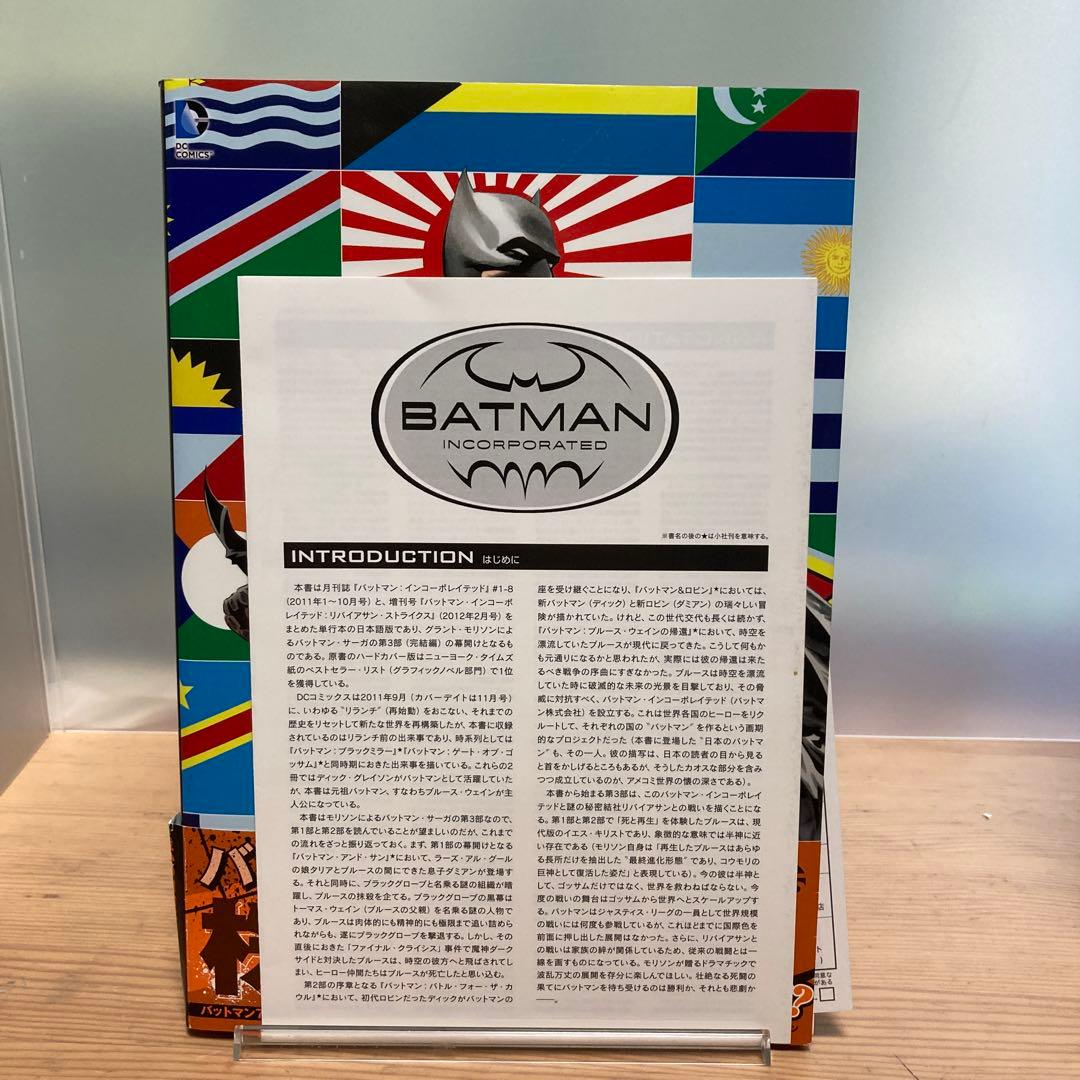 DC
COMICS™
BATMAN
INCORPORATED
※書名の後の★は小社刊を意味する。
INTRODUCTION はじめに
本書は月刊誌『バットマン：インコーポレイテッド』#1-8
(2011年1〜10月号) と、増刊号『バットマン・インコーポ
レイテッド：リバイアサン・ストライクス』(2012年2月号) を
まとめた単行本の日本語版であり、グラント・モリソンによ
るバットマン・サーガの第3部 (完結編) の幕開けとなるも
のである。原書のハードカバー版はニューヨーク・タイムズ
紙のベストセラー・リスト (グラフィックノベル部門) で1位
を獲得している。
DCコミックスは2011年9月 (カバーデイトは11月号)
に、いわゆる〝リランチ〟(再始動) をおこない、それまでの
歴史をリセットして新たな世界を再構築したが、本書に収録
されているのはリランチ前の出来事であり、時系列としては
『バットマン：ブラックミラー』★『バットマン：ゲート・オブ・ゴ
ッサム』★と同時期におきた出来事を描いている。これらの2
冊ではディック・グレイソンがバットマンとして活躍していた
が、本書は元祖バットマン、すなわちブルース・ウェインが主
人公になっている。
本書はモリソンによるバットマン・サーガの第3部なので、
第1部と第2部を読んでいることが望ましいのだが、これまで
の流れをざっと振り返っておく。まず、第1部の幕開けとなる
『バットマン・アンド・サン』★において、ラーズ・アル・グール
の娘タリアとブルースの間にできた息子ダミアンが登場す
る。それと同時に、ブラックグローブと名乗る謎の組織が暗
躍し、ブルースの抹殺を企てる。ブラックグローブの黒幕は
トーマス・ウェイン (ブルースの父親) を名乗る謎の人物で
あり、ブルースは肉体的にも精神的にも極限まで追い詰めら
れながらも、遂にブラックグローブを撃退する。しかし、その
直後におきた「ファイナル・クライシス」事件で魔神ダーク
サイドと対決したブルースは、時空の彼方へと飛ばされてし
まい、ヒーロー仲間たちはブルースが死亡したと思い込む。
第2部の序章となる『バットマン：バトル・フォー・ザ・カ
ウル』★において、初代ロビンだったディックがバットマンの
座を受け継ぐことになり、『バットマン&ロビン』★においては、
新バットマン (ディック) と新ロビン (ダミアン) の瑞々しい冒
険が描かれていた。けれど、この世代交代も長くは続かず、
『バットマン：ブルース・ウェインの帰還』★において、時空を
漂流していたブルースが現代に戻ってきた。こうして何もか
も元通りになるかと思われたが、実際には彼の帰還は来た
るべき戦争の序曲にすぎなかった。ブルースは時空を漂流
していた時に破滅的な未来の光景を目撃しており、その脅
威に対抗すべく、バットマン・インコーポレイテッド (バットマ
ン株式会社) を設立する。これは世界各国のヒーローをリク
ルートして、それぞれの国の〝バットマン〟を作るという画期
的なプロジェクトだった (本書に登場した〝日本のバットマ
ン〟も、その一人。彼の描写は、日本の読者の目から見る
と首をかしげるところもあるが、そうしたカオスな部分を含み
つつ成立しているのが、アメコミ世界の懐の深さである)。
本書から始まる第3部は、このバットマン・インコーポレイ
テッドと謎の秘密結社リバイアサンとの戦いを描くことにな
る。第1部と第2部で「死と再生」を体験したブルースは、現
代版のイエス・キリストであり、象徴的な意味では半神に近
い存在である (モリソン自身は「再生したブルースはあらゆ
る長所だけを抽出した〝最終進化形態〟であり、コウモリの
巨神として復活した姿だ」と表現している)。今の彼は半神と
して、ゴッサムだけではなく、世界を救わねばならない。今
度の戦いの舞台はゴッサムから世界へとスケールアップす
る。バットマンはジャスティス・リーグの一員として世界規模
の戦いには何度も参戦しているが、これほどまでに国際色を
前面に押し出した展開はなかった。さらに、リバイアサンと
の戦いは家族の絆が関係しているため、従来の戦闘とは一
線を画すものになっている。モリソンが贈るドラマチックで
波乱万丈の展開を存分に楽しんでほしい。壮絶なる死闘の
果てにバットマンを待ち受けるのは勝利か、それとも悲劇か
――。
バ
バットマンア
?
店
ト
)
同意な
がある